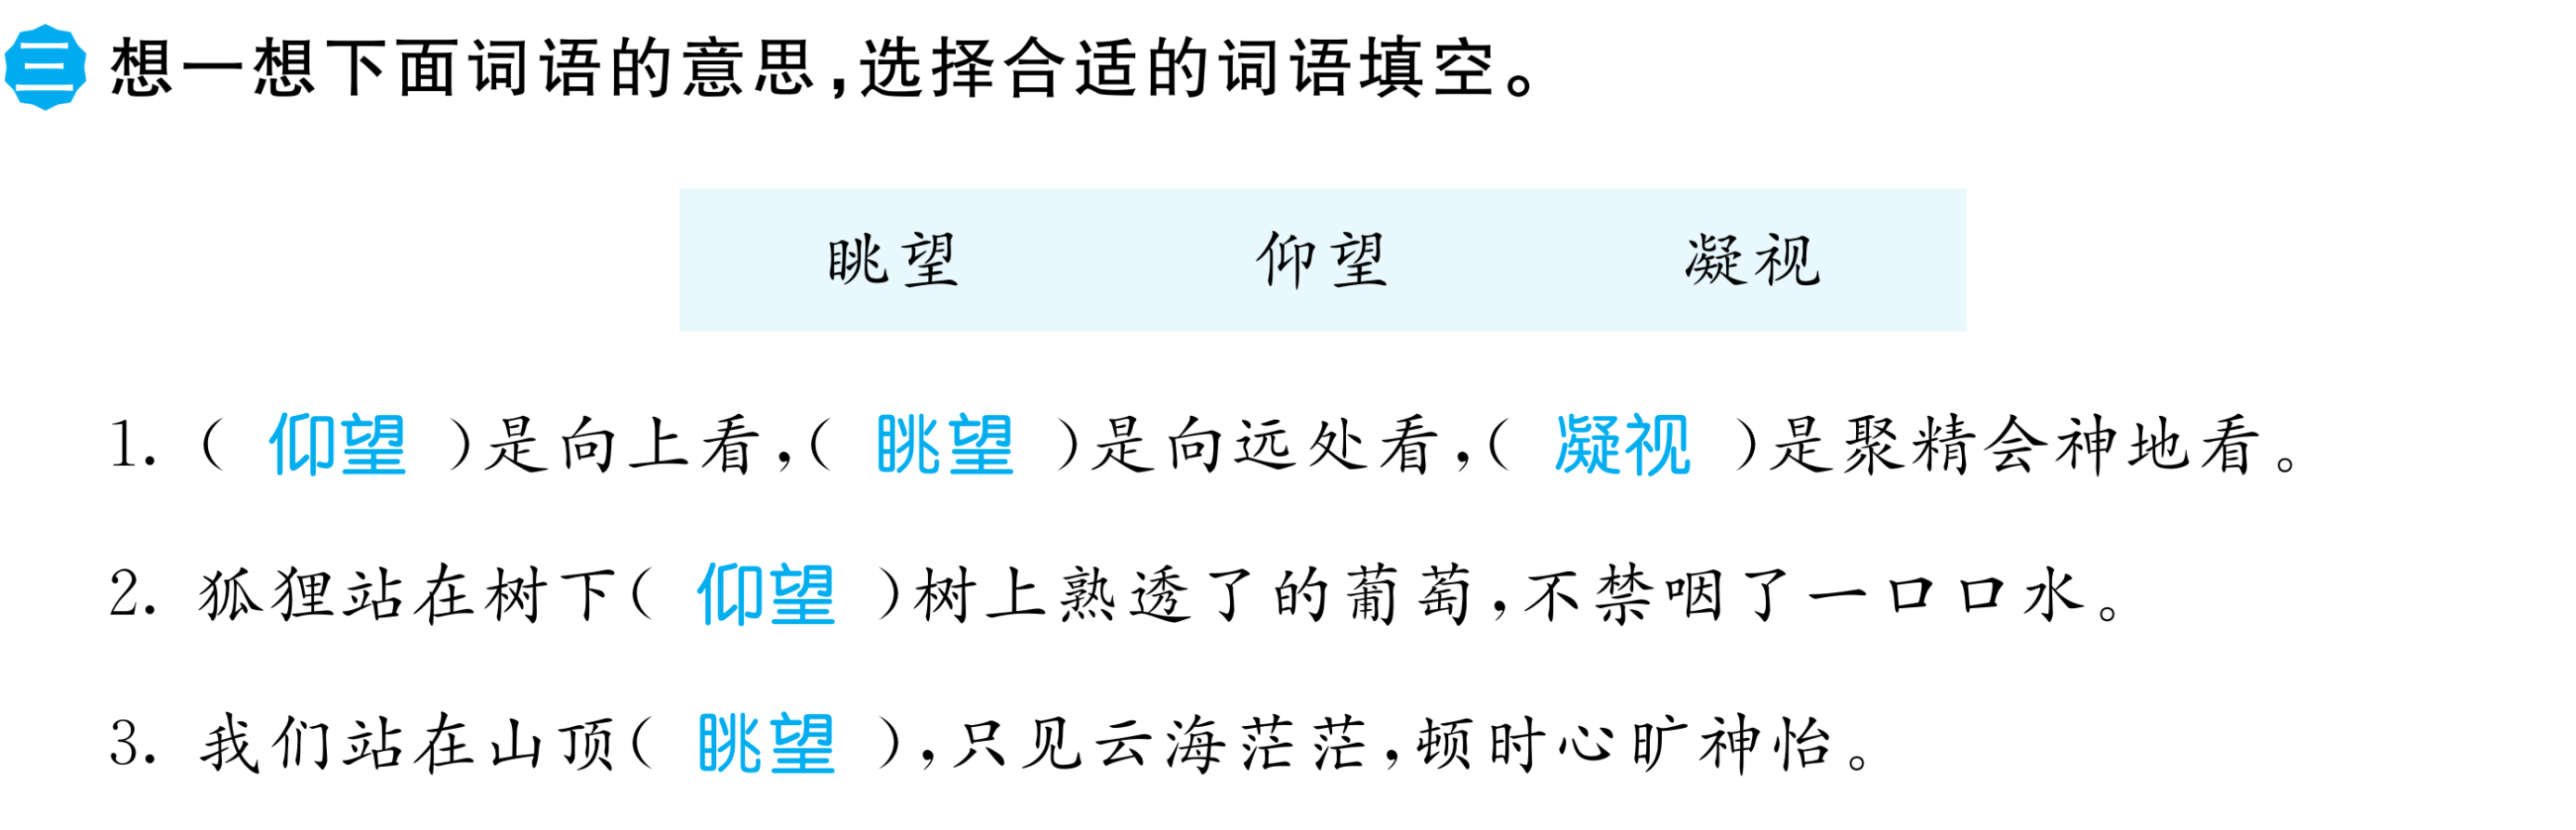 三 想一想下面词语的意思,选择合适的词语填空。
眺望 仰望 凝视
1. ( 仰望 )是向上看,( 眺望 )是向远处看,( 凝视 )是聚精会神地看。
2. 狐狸站在树下( 仰望 )树上熟透了的葡萄,不禁咽了一口口水。
3. 我们站在山顶( 眺望 ),只见云海茫茫,顿时心旷神怡。